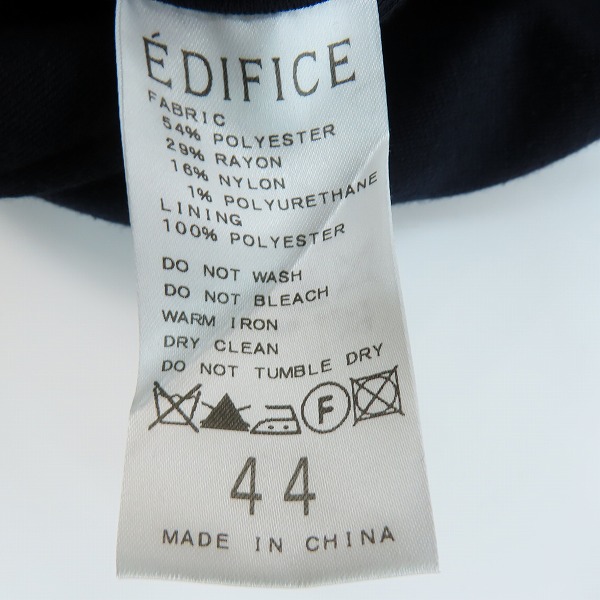 ÉDIFICE
FABRIC
54% POLYESTER
29% RAYON
16% NYLON
1% POLYURETHANE
LINING
100% POLYESTER
DO NOT WASH
DO NOT BLEACH
WARM IRON
DRY CLEAN
DO NOT TUMBLE DRY
F
44
MADE IN CHINA